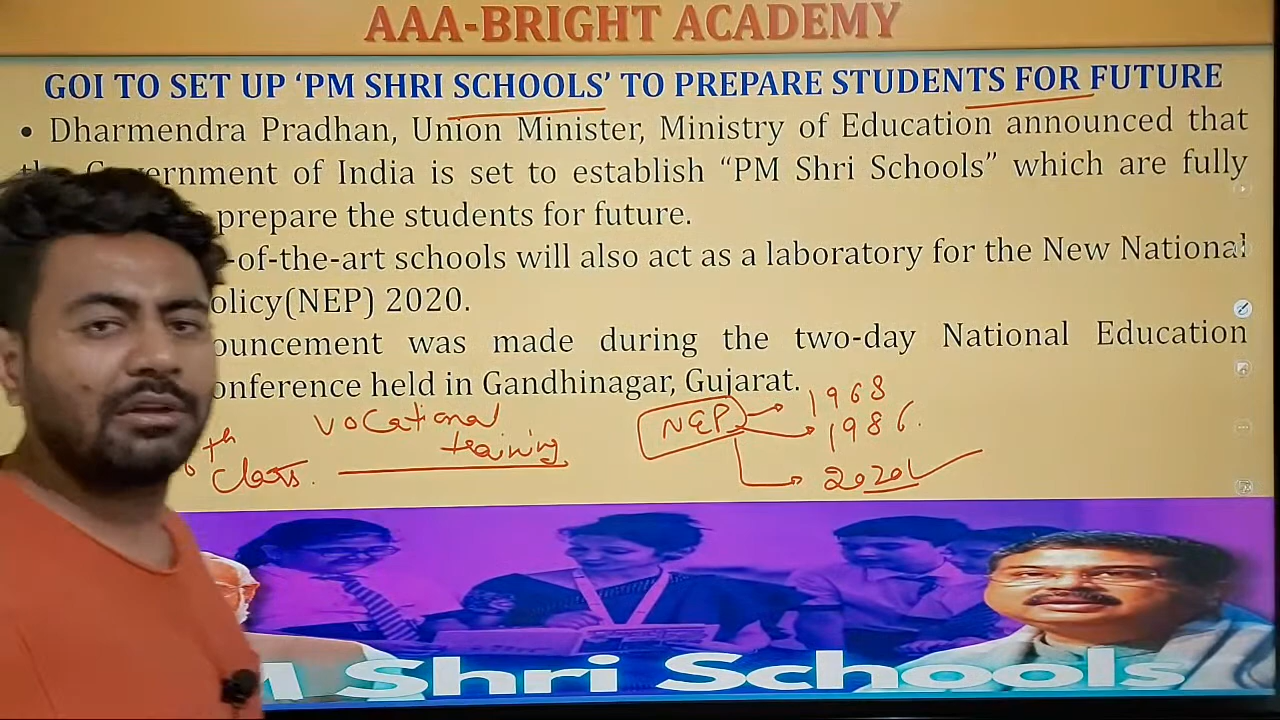 AAA-BRIGHT ACADEMY
GOI TO SET UP ‘PM SHRI SCHOOLS’ TO PREPARE STUDENTS FOR FUTURE
• Dharmendra Pradhan, Union Minister, Ministry of Education announced that
ernment of India is set to establish “PM Shri Schools” which are fully
prepare the students for future.
-of-the-art schools will also act as a laboratory for the New National
olicy(NEP) 2020.
ouncement was made during the two-day National Education
onference held in Gandhinagar, Gujarat.
vocational
training
6th
Class.
NEP
1968
1986.
2020
M Shri Schools